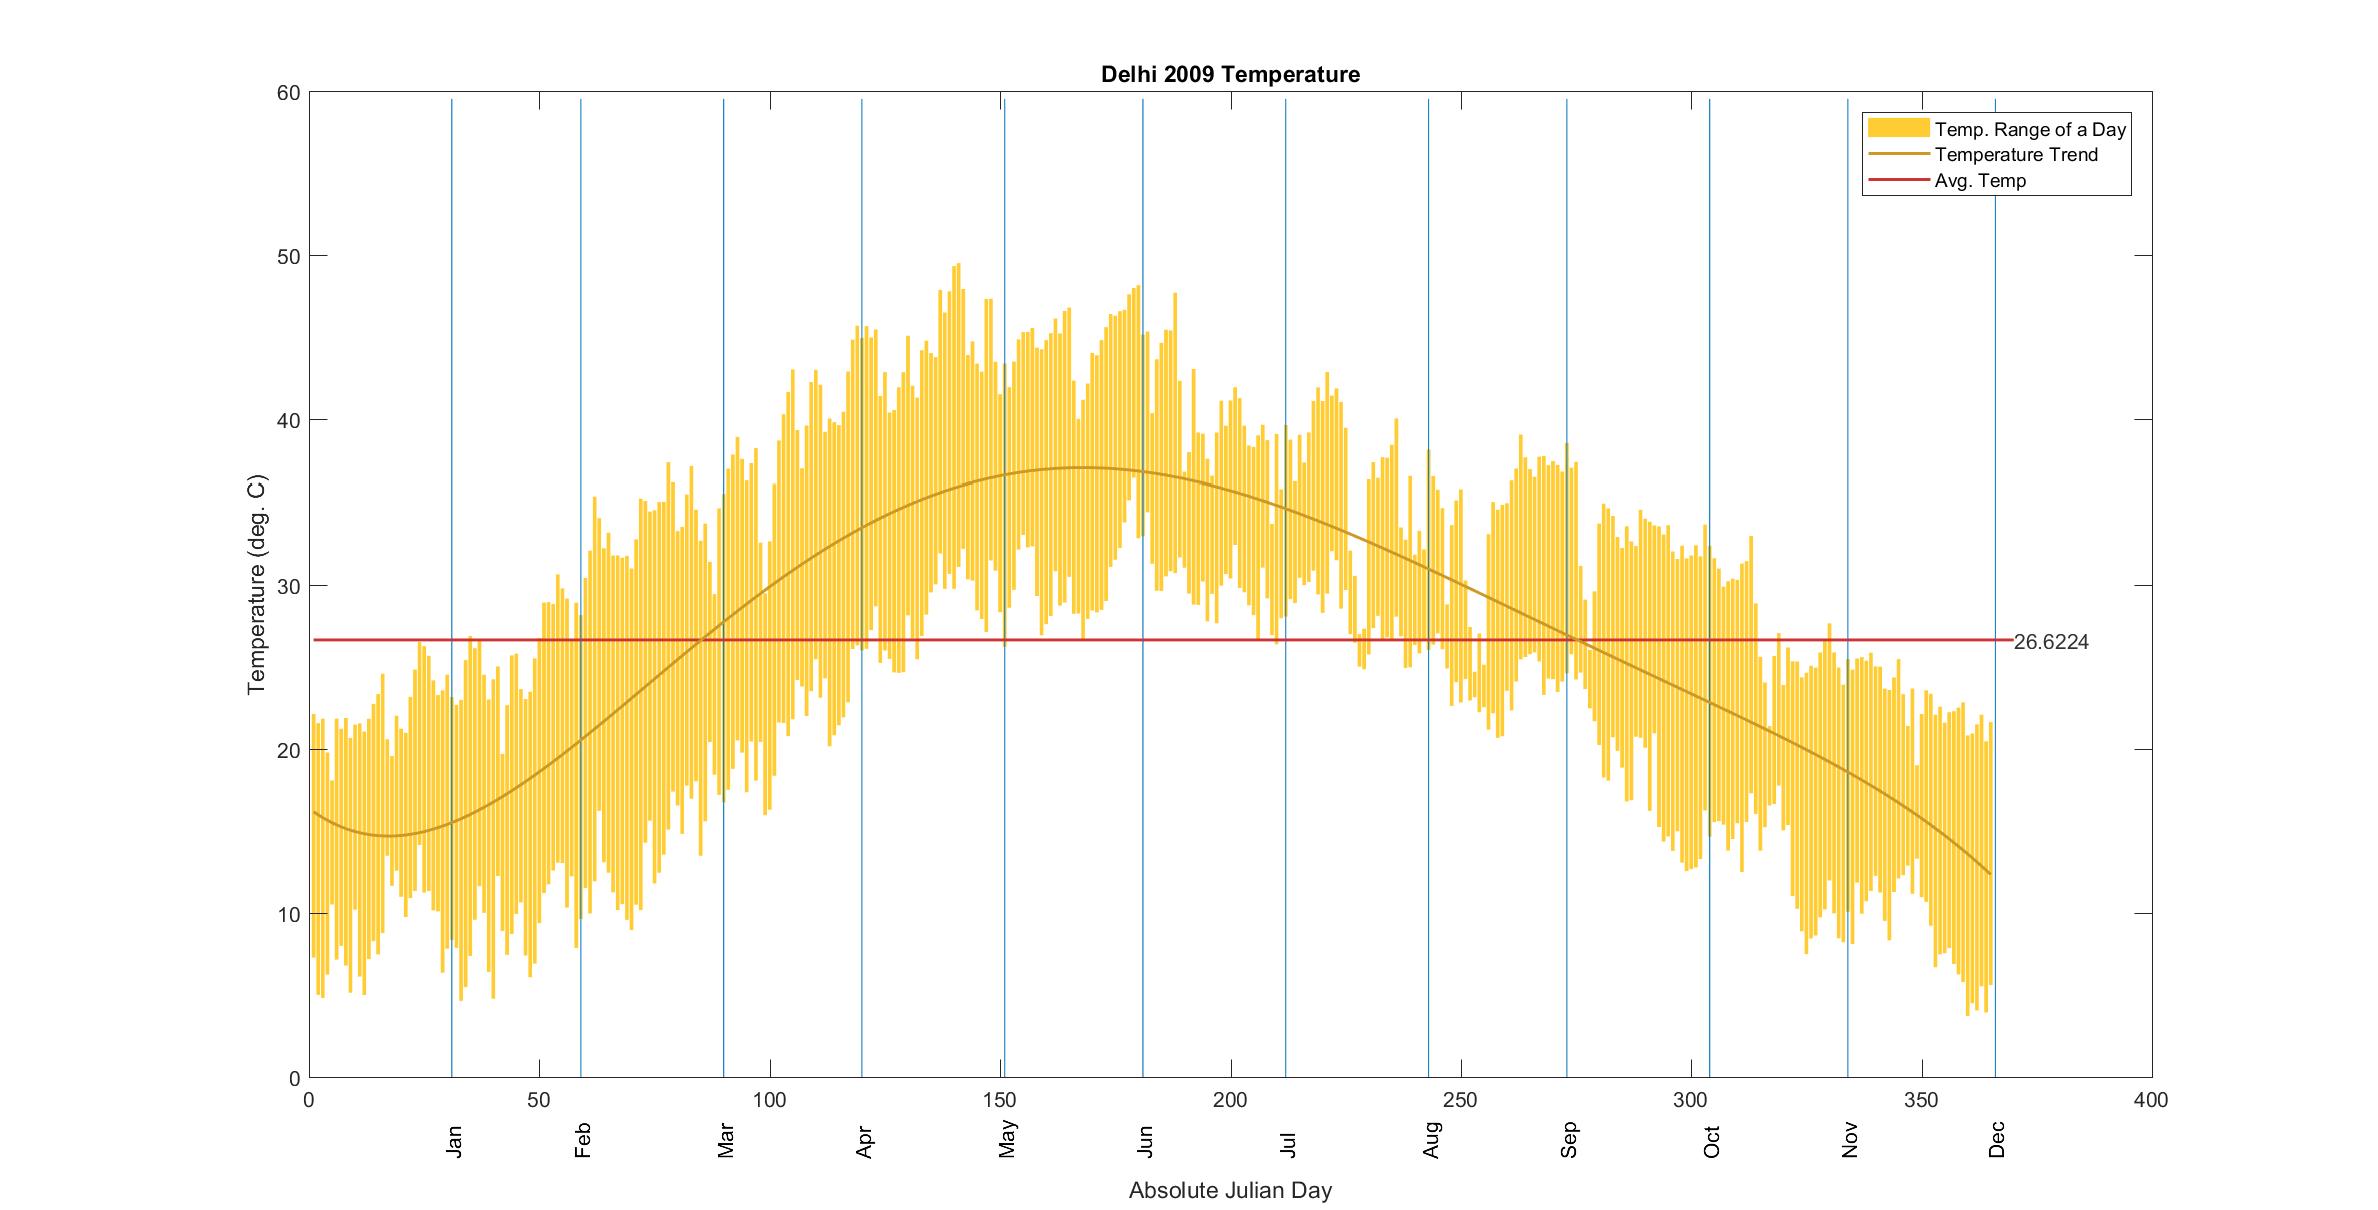 Delhi 2009 Temperature
Temp. Range of a Day
Temperature Trend
Avg. Temp
60
50
40
30
20
10
0
Temperature (deg. C)
26.6224
0 50 100 150 200 250 300 350 400
Jan Feb Mar Apr May Jun Jul Aug Sep Oct Nov Dec
Absolute Julian Day